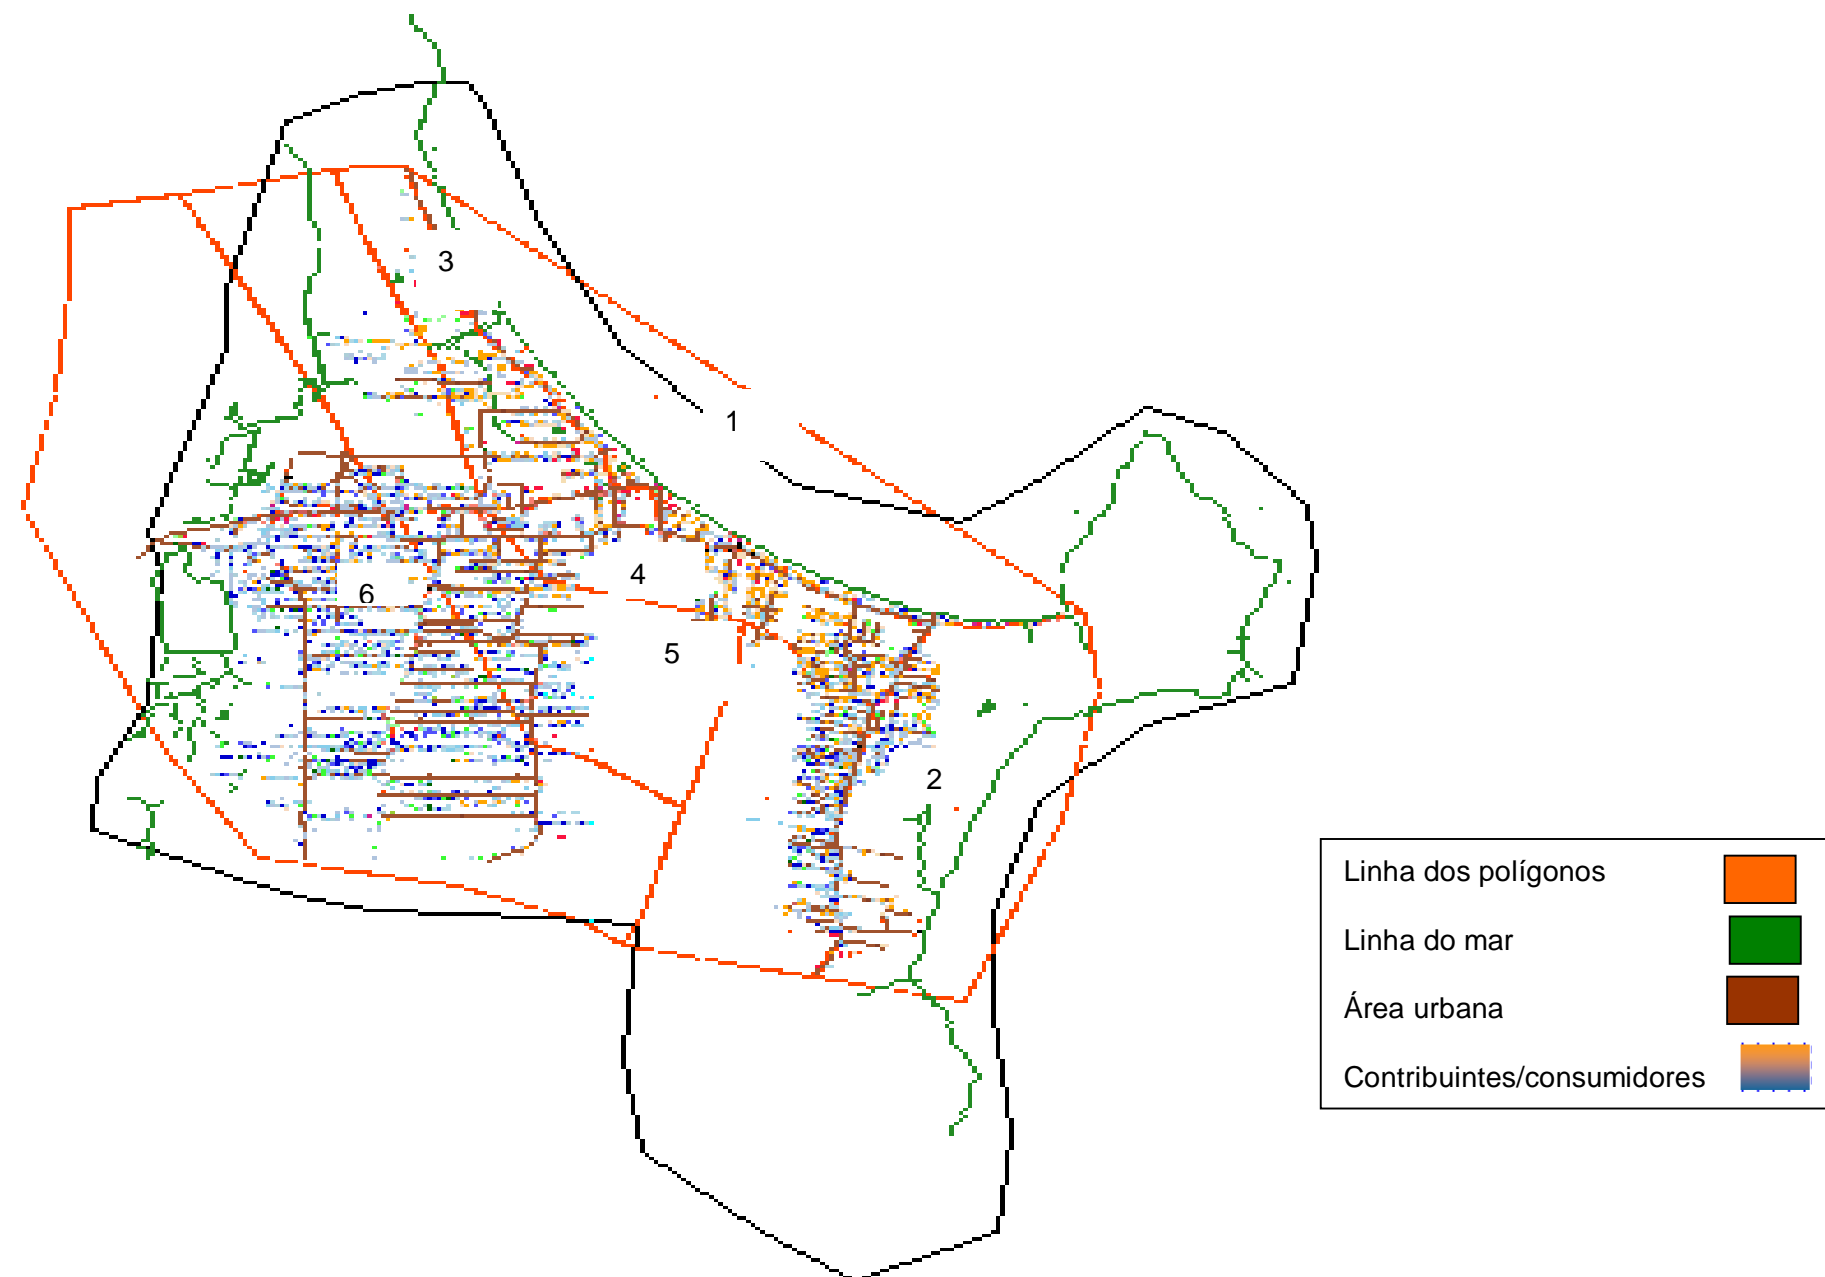 3
1
4
6
5
2
Linha dos polígonos
Linha do mar
Área urbana
Contribuintes/consumidores